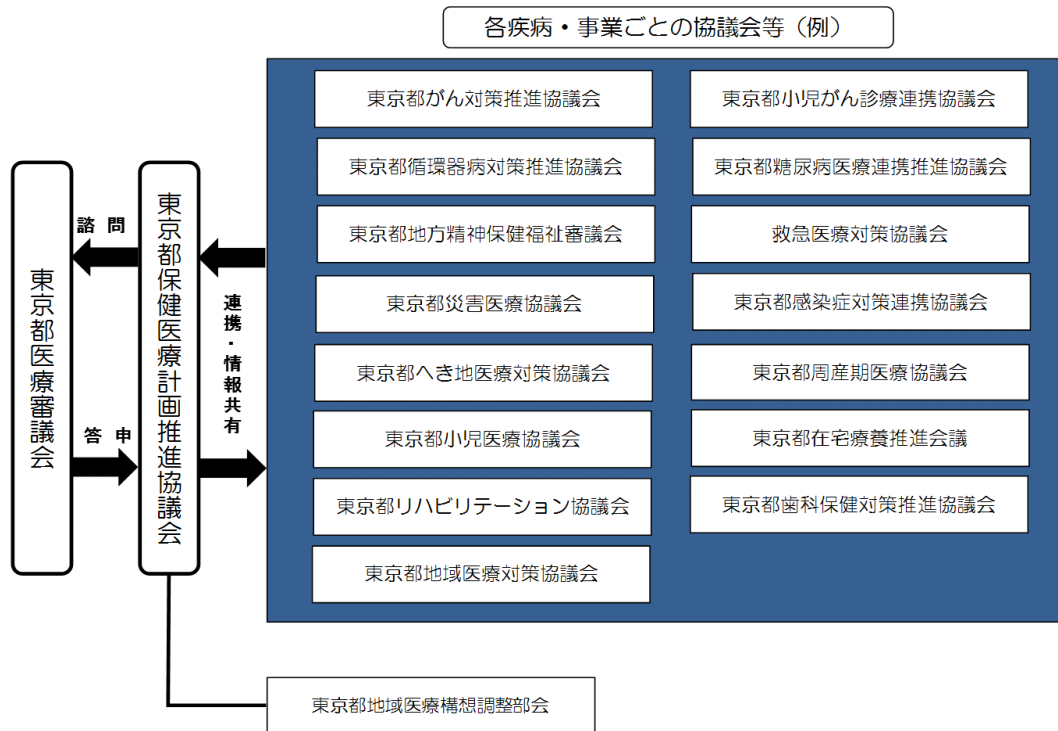 各疾病・事業ごとの協議会等（例）
東京都がん対策推進協議会
東京都小児がん診療連携協議会
東京都循環器病対策推進協議会
東京都糖尿病医療連携推進協議会
東京都地方精神保健福祉審議会
救急医療対策協議会
東京都災害医療協議会
東京都感染症対策連携協議会
東京都へき地医療対策協議会
東京都周産期医療協議会
東京都小児医療協議会
東京都在宅療養推進会議
東京都リハビリテーション協議会
東京都歯科保健対策推進協議会
東京都地域医療対策協議会
連携・情報共有
東京都保健医療計画推進協議会
諮問
答申
東京都医療審議会
東京都地域医療構想調整部会